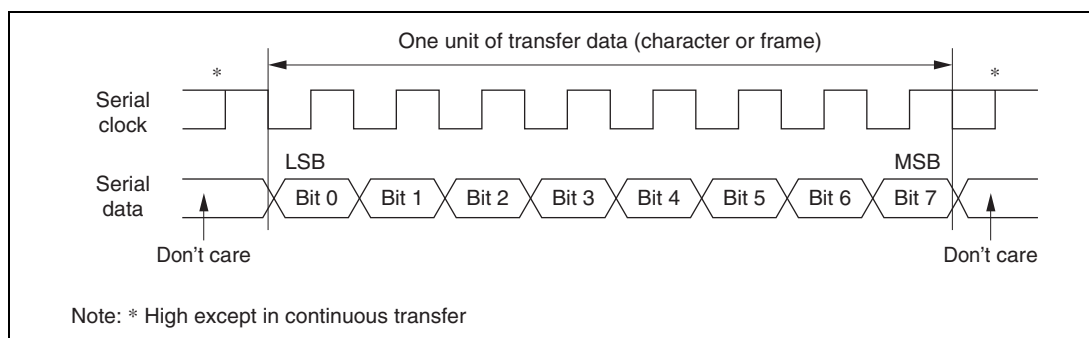 One unit of transfer data (character or frame)
* *
Serial
clock
LSB MSB
Serial
data
Bit 0 Bit 1 Bit 2 Bit 3 Bit 4 Bit 5 Bit 6 Bit 7
Don't care Don't care
Note: * High except in continuous transfer